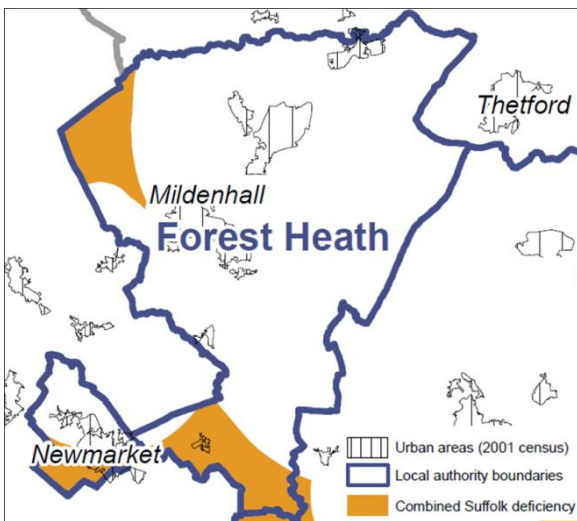 Thetford
Mildenhall
Forest Heath
Newmarket
Urban areas (2001 census)
Local authority boundaries
Combined Suffolk deficiency